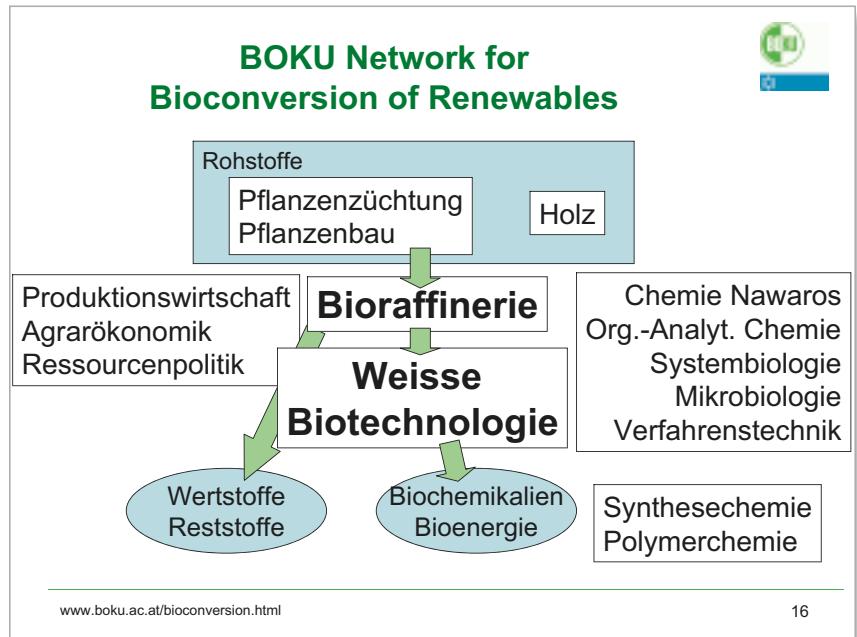 BOKU Network for
Bioconversion of Renewables
BOKU
Rohstoffe
Pflanzenzüchtung
Pflanzenbau
Holz
Produktionswirtschaft
Agrarökonomik
Ressourcenpolitik
Bioraffinerie
Chemie Nawaros
Org.-Analyt. Chemie
Systembiologie
Mikrobiologie
Verfahrenstechnik
Weisse
Biotechnologie
Wertstoffe
Reststoffe
Biochemikalien
Bioenergie
Synthesechemie
Polymerchemie
www.boku.ac.at/bioconversion.html
16